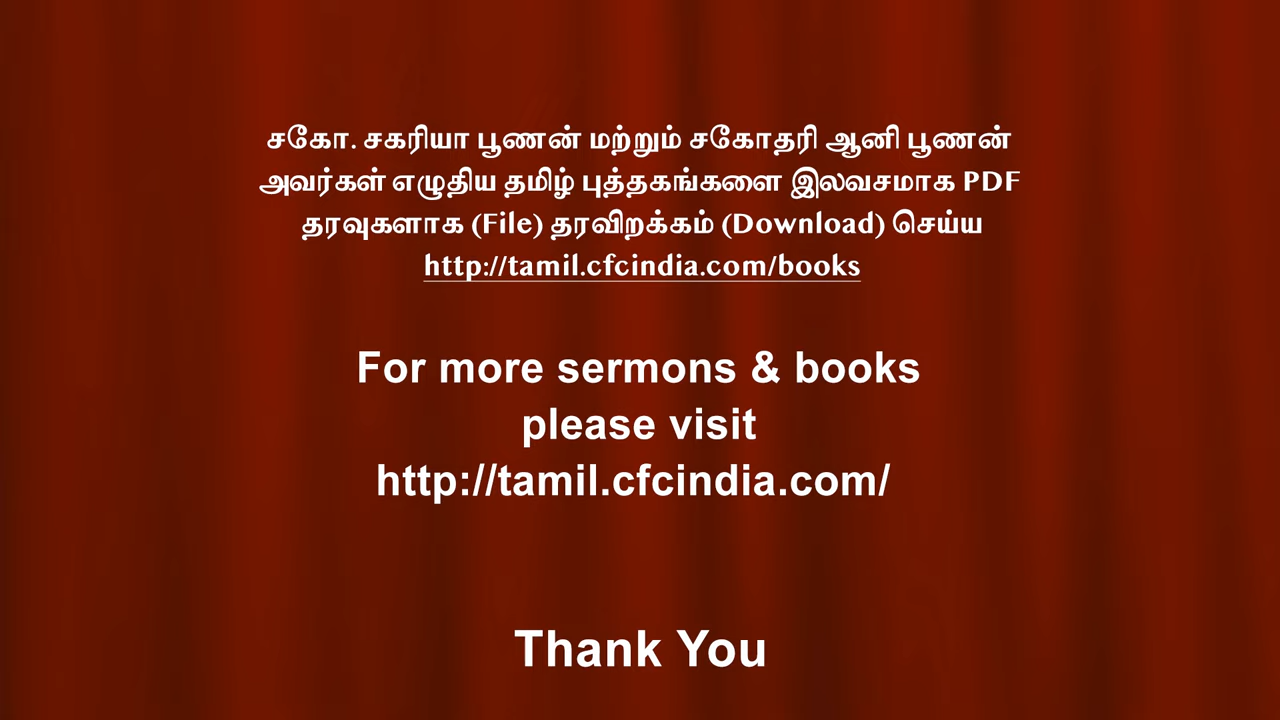 சகோ. சகரியா பூணன் மற்றும் சகோதரி ஆனி பூணன்
அவர்கள் எழுதிய தமிழ் புத்தகங்களை இலவசமாக PDF
தரவுகளாக (File) தரவிறக்கம் (Download) செய்ய
http://tamil.cfcindia.com/books
For more sermons & books
please visit
http://tamil.cfcindia.com/
Thank You